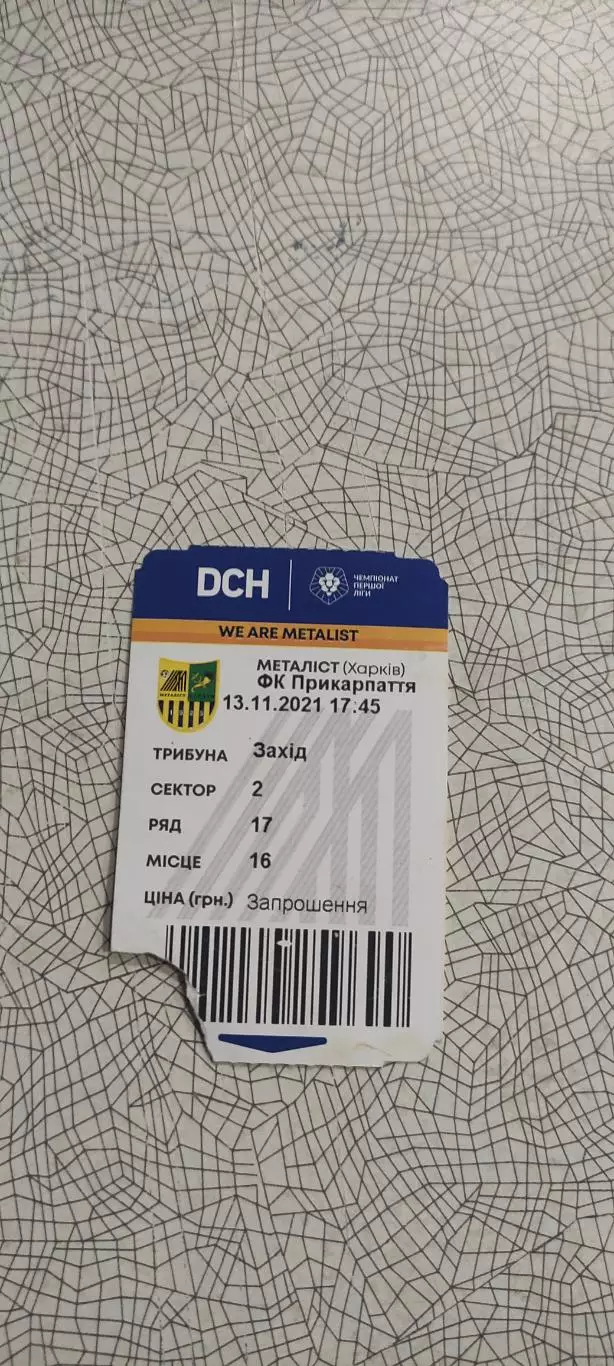 DCH
ЧЕМПІОНАТ
ПЕРШОЇ
ЛІГИ
WE ARE METALIST
МЕТАЛІСТ (Харків)
ФК Прикарпаття
13.11.2021 17:45
МЕТАЛІСТ
ТРИБУНА Захід
СЕКТОР 2
РЯД 17
МІСЦЕ 16
ЦІНА (грн.) Запрошення